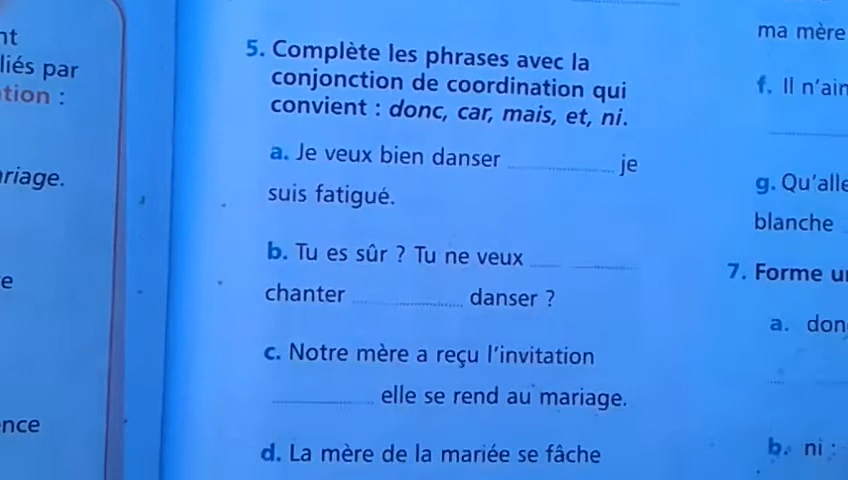 nt
liés par
tion :
riage.
e
nce
5. Complète les phrases avec la
conjonction de coordination qui
convient : donc, car, mais, et, ni.
a. Je veux bien danser ............ je
suis fatigué.
b. Tu es sûr ? Tu ne veux ............
chanter ............ danser ?
c. Notre mère a reçu l'invitation
............ elle se rend au mariage.
d. La mère de la mariée se fâche
ma mère
f. Il n'ain
g. Qu'alle
blanche
7. Forme un
a. don
b. ni :